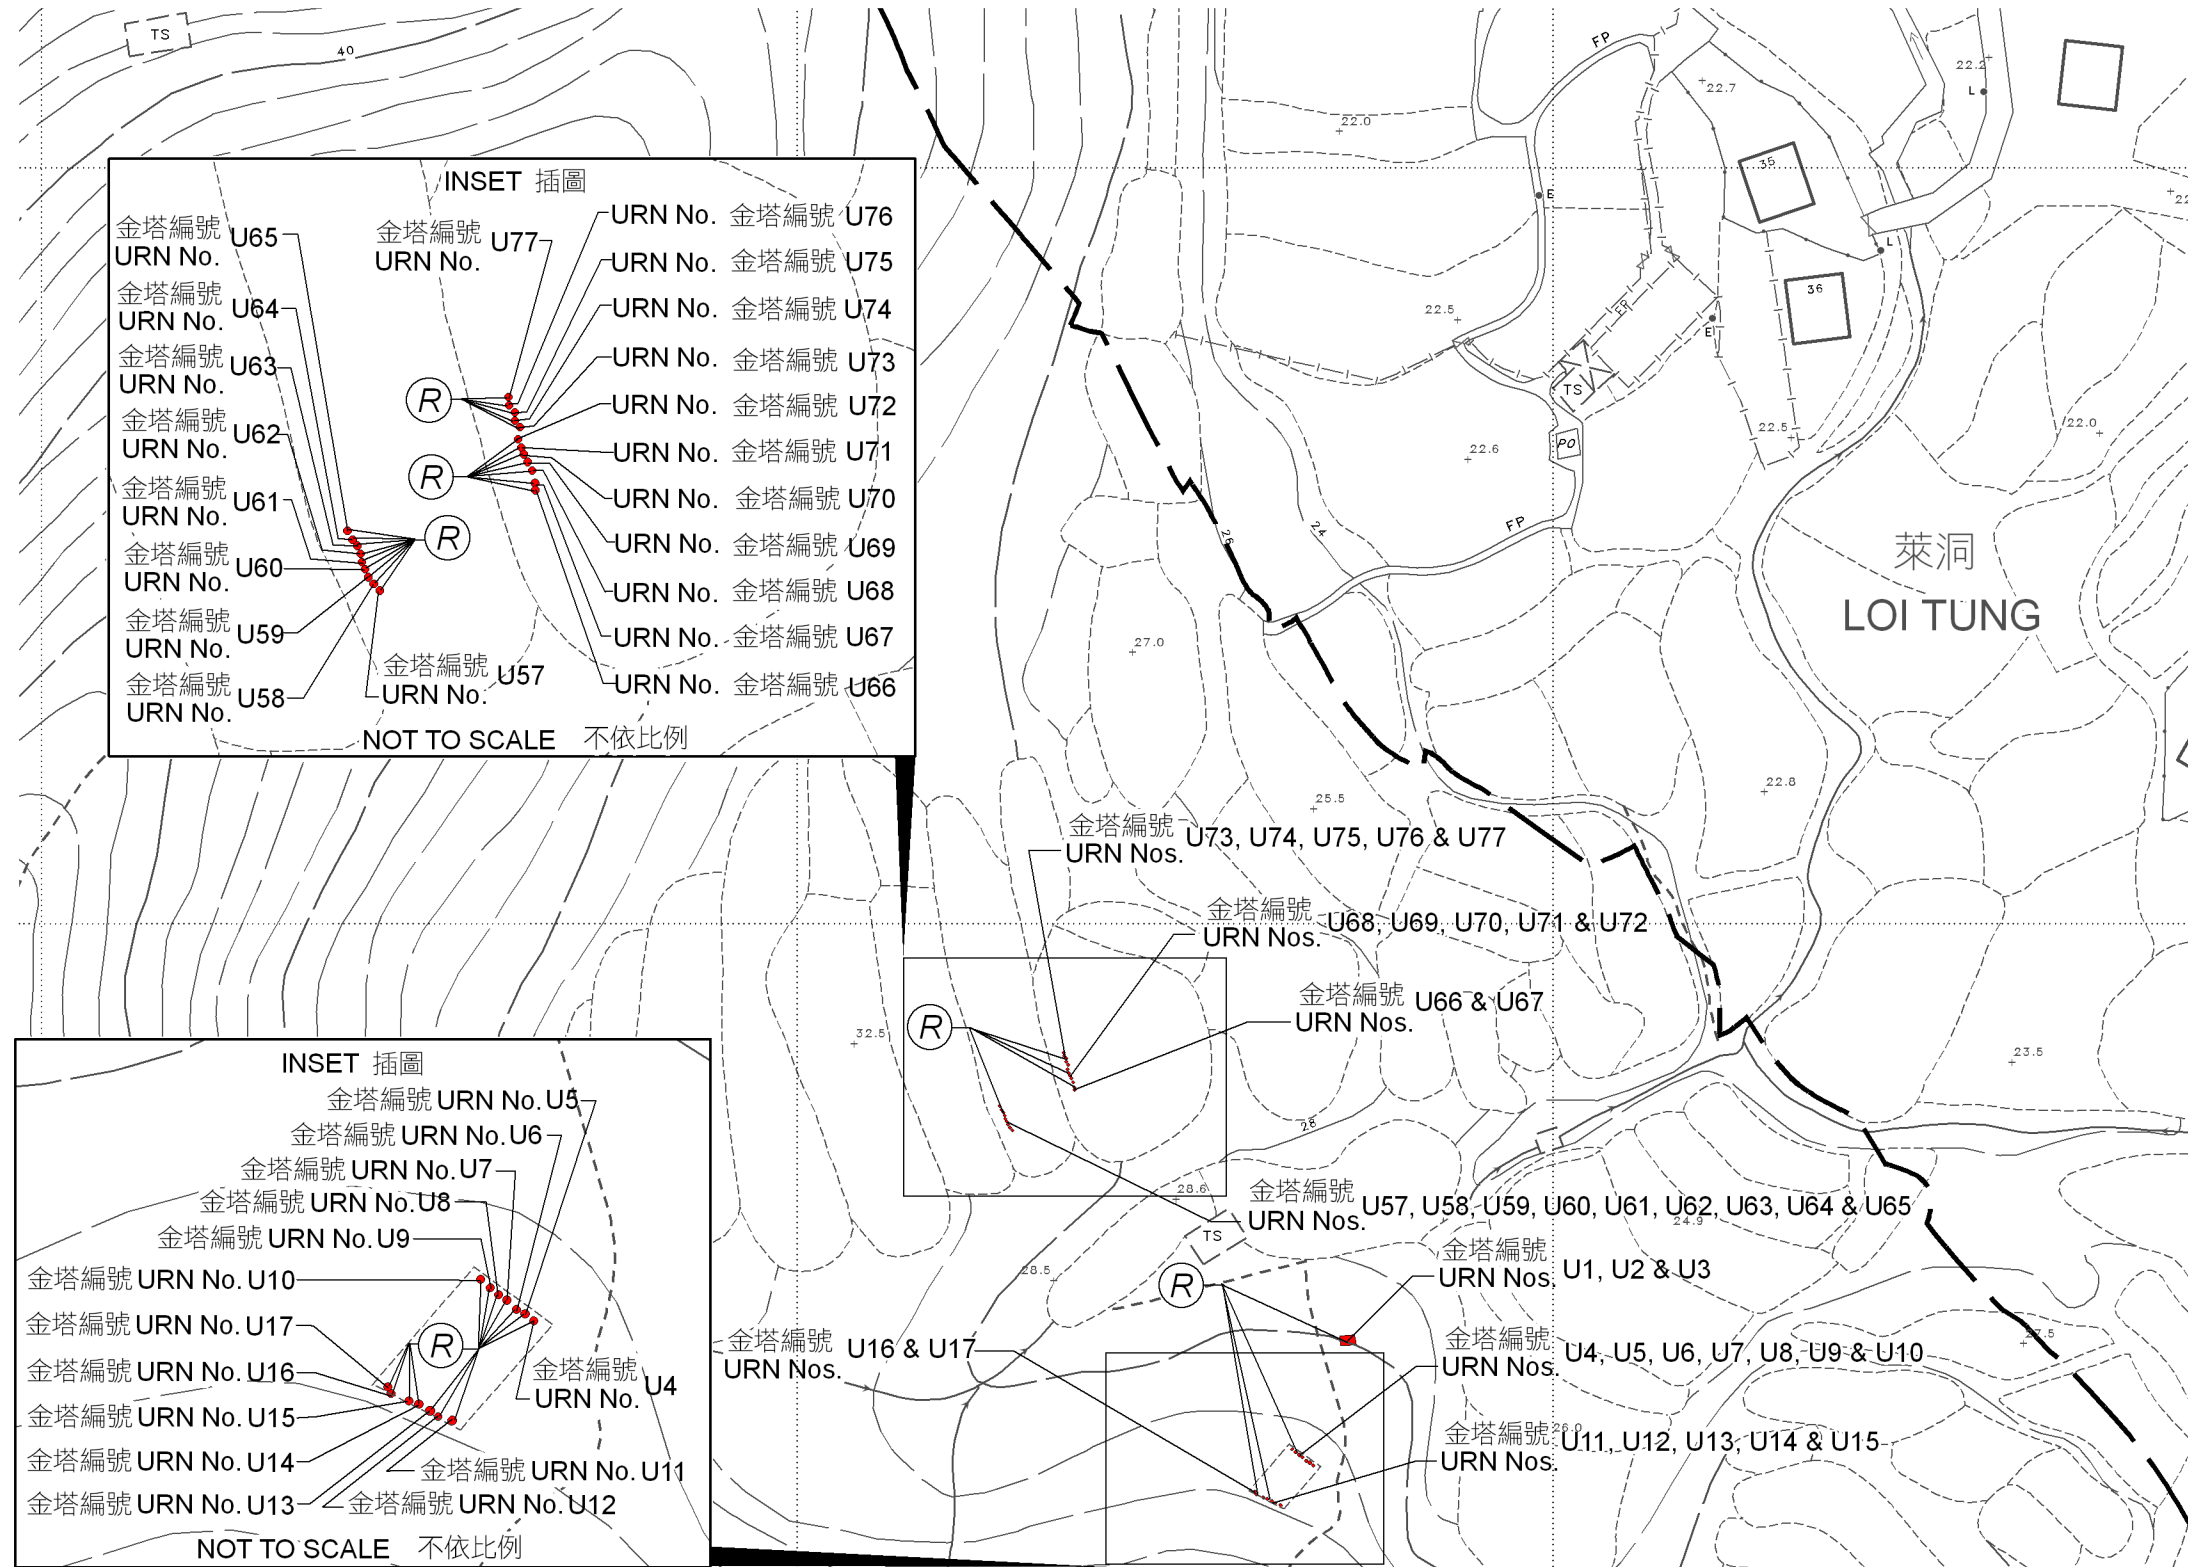 TS
40
FP
22.7
22.2
L
22.0
35
E
22
L
36
22.5
FP
E
TS
PO
22.5
22.0
22.6
FP
24
26
萊洞
LOI TUNG
27.0
25.5
22.8
23.5
32.5
28
28.6
TS
28.5
24.9
27.5
26.0
INSET 插圖
金塔編號
URN No.
U65
金塔編號
URN No.
U64
金塔編號
URN No.
U63
金塔編號
URN No.
U62
金塔編號
URN No.
U61
金塔編號
URN No.
U60
金塔編號
URN No.
U59
金塔編號
URN No.
U58
金塔編號
URN No.
U57
金塔編號
URN No.
U77
URN No. 金塔編號 U76
URN No. 金塔編號 U75
URN No. 金塔編號 U74
URN No. 金塔編號 U73
URN No. 金塔編號 U72
URN No. 金塔編號 U71
URN No. 金塔編號 U70
URN No. 金塔編號 U69
URN No. 金塔編號 U68
URN No. 金塔編號 U67
URN No. 金塔編號 U66
R
R
R
NOT TO SCALE 不依比例
金塔編號
URN Nos.
U73, U74, U75, U76 & U77
金塔編號
URN Nos.
U68, U69, U70, U71 & U72
金塔編號
URN Nos.
U66 & U67
R
金塔編號
URN Nos.
U57, U58, U59, U60, U61, U62, U63, U64 & U65
R
金塔編號
URN Nos.
U1, U2 & U3
金塔編號
URN Nos.
U16 & U17
金塔編號
URN Nos.
U4, U5, U6, U7, U8, U9 & U10
金塔編號
URN Nos.
U11, U12, U13, U14 & U15
INSET 插圖
金塔編號 URN No. U5
金塔編號 URN No. U6
金塔編號 URN No. U7
金塔編號 URN No. U8
金塔編號 URN No. U9
金塔編號 URN No. U10
金塔編號 URN No. U17
R
金塔編號 URN No. U16
金塔編號
URN No.
U4
金塔編號 URN No. U15
金塔編號 URN No. U14
金塔編號 URN No. U11
金塔編號 URN No. U13
金塔編號 URN No. U12
NOT TO SCALE 不依比例